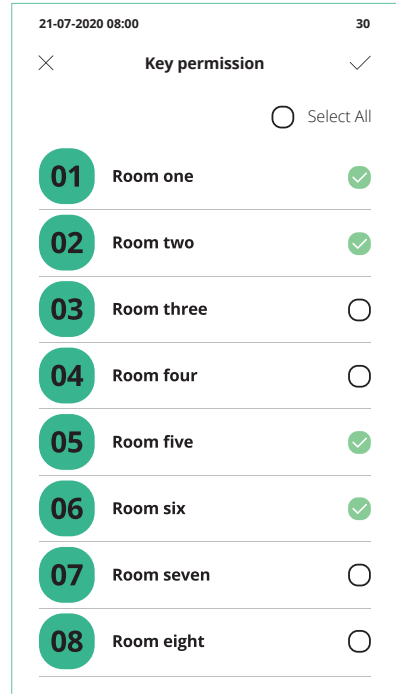 21-07-2020 08:00 30
Key permission
Select All
01 Room one
02 Room two
03 Room three
04 Room four
05 Room five
06 Room six
07 Room seven
08 Room eight